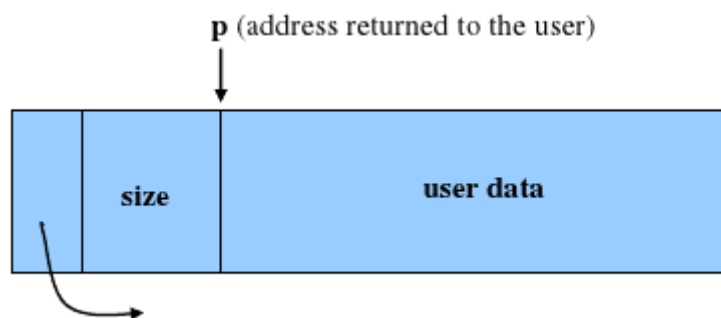 p (address returned to the user)
size
user data